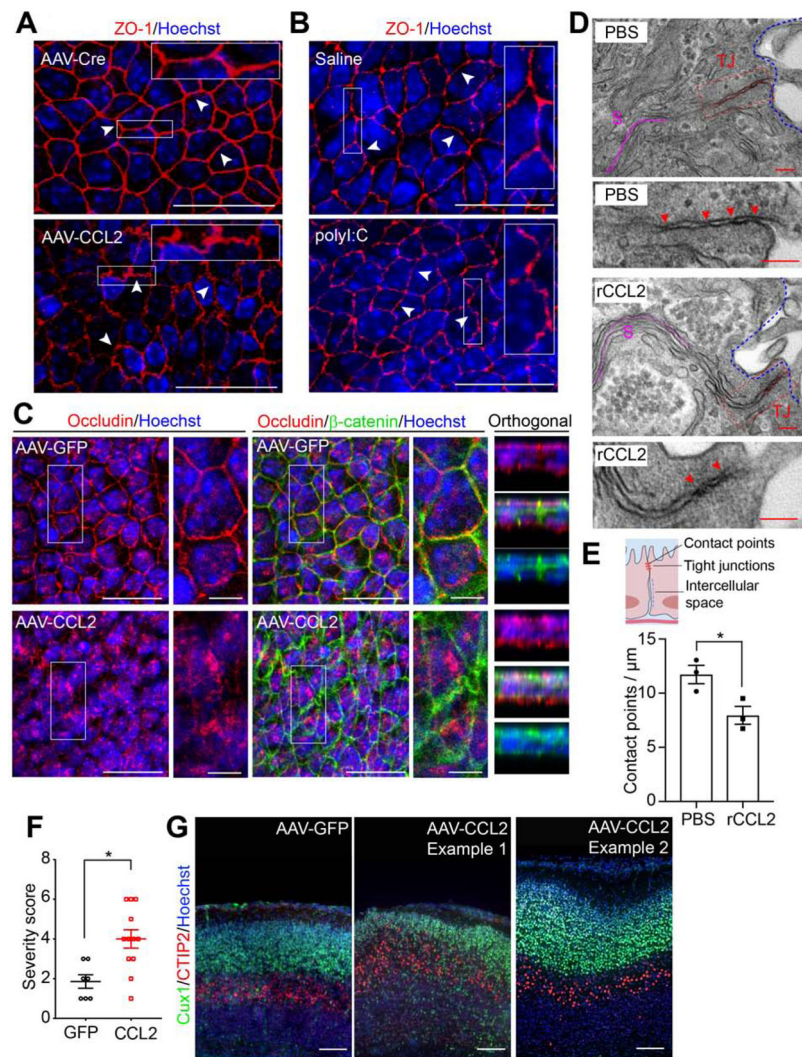 A
ZO-1/Hoechst
AAV-Cre
AAV-CCL2
B
ZO-1/Hoechst
Saline
polyI:C
C
Occludin/Hoechst
Occludin/β-catenin/Hoechst
Orthogonal
AAV-GFP
AAV-GFP
AAV-CCL2
AAV-CCL2
D
PBS
TJ
S
PBS
rCCL2
S
TJ
rCCL2
E
Contact points
Tight junctions
Intercellular
space
Contact points / μm
15
*
10
5
0
PBS
rCCL2
F
Severity score
8
*
6
4
2
0
GFP
CCL2
G
Cux1/CTIP2/Hoechst
AAV-GFP
AAV-CCL2
Example 1
AAV-CCL2
Example 2